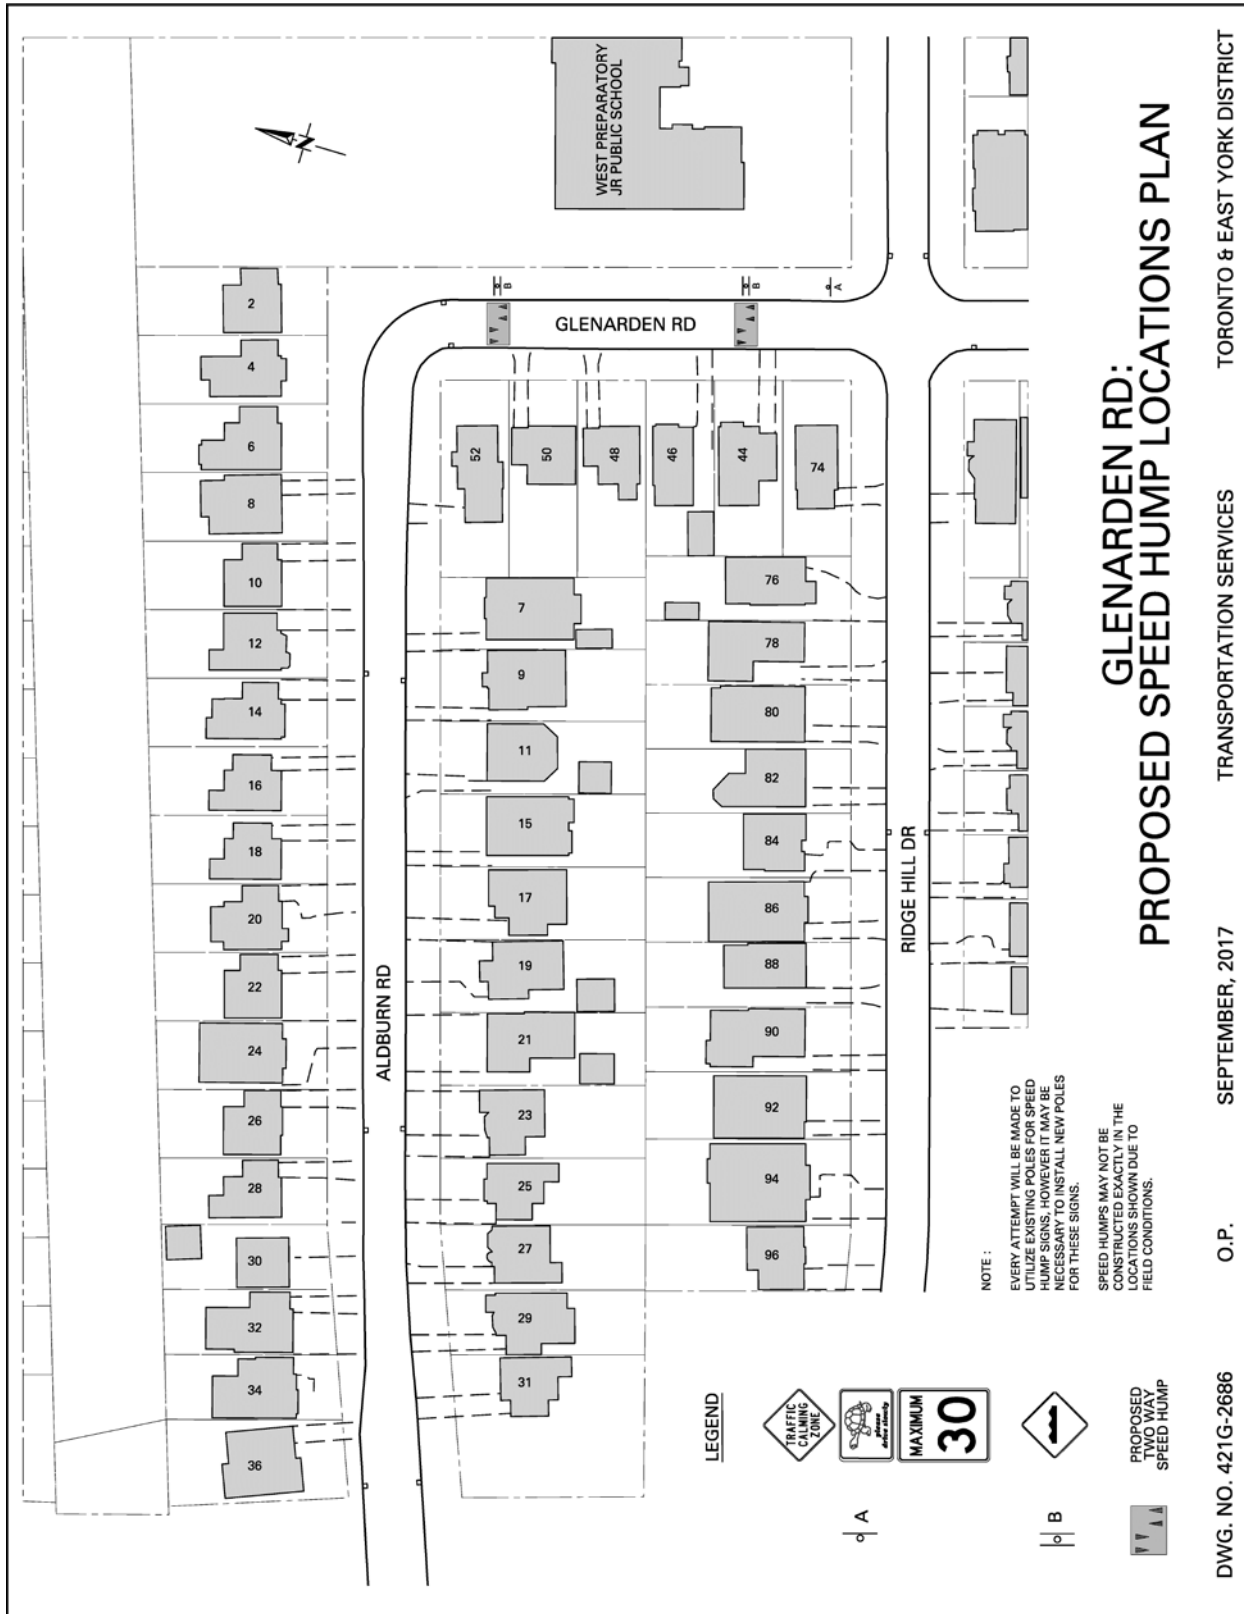 WEST PREPARATORY
JR PUBLIC SCHOOL
N
2
4
6
8
10
12
14
16
18
20
22
24
26
28
30
32
34
36
ALDBURN RD
GLENARDEN RD
B
B
A
52
50
48
46
44
74
7
9
11
15
17
19
21
23
25
27
29
31
76
78
80
82
84
86
88
90
92
94
96
RIDGE HILL DR
LEGEND
A
TRAFFIC
CALMING
ZONE
please
drive slowly
MAXIMUM
30
B
PROPOSED
TWO WAY
SPEED HUMP
NOTE :
EVERY ATTEMPT WILL BE MADE TO
UTILIZE EXISTING POLES FOR SPEED
HUMP SIGNS, HOWEVER IT MAY BE
NECESSARY TO INSTALL NEW POLES
FOR THESE SIGNS.
SPEED HUMPS MAY NOT BE
CONSTRUCTED EXACTLY IN THE
LOCATIONS SHOWN DUE TO
FIELD CONDITIONS.
GLENARDEN RD:
PROPOSED SPEED HUMP LOCATIONS PLAN
DWG. NO. 421G-2686
O.P.
SEPTEMBER, 2017
TRANSPORTATION SERVICES
TORONTO & EAST YORK DISTRICT